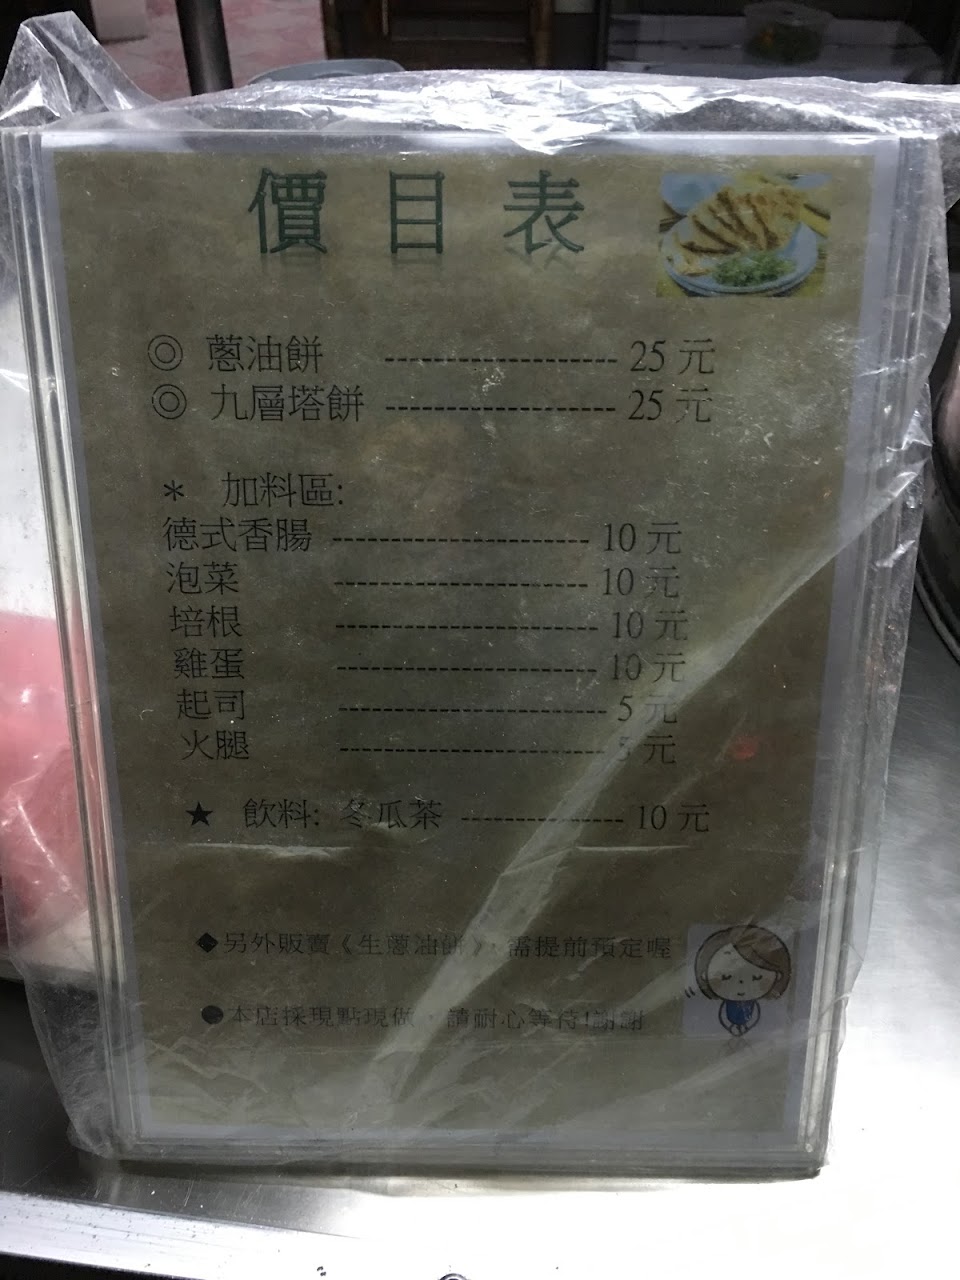 價目表
◎ 蔥油餅 ---------------------- 25 元
◎ 九層塔餅 ---------------------- 25 元
* 加料區:
德式香腸 ------------------------ 10 元
泡菜 ------------------------ 10 元
培根 ------------------------ 10 元
雞蛋 ------------------------ 10 元
起司 ------------------------ 5 元
火腿 ------------------------ 5 元
★ 飲料: 冬瓜茶 --------------- 10 元
◆另外販賣《生蔥油餅》, 需提前預定喔
●本店採現點現做, 請耐心等待!謝謝